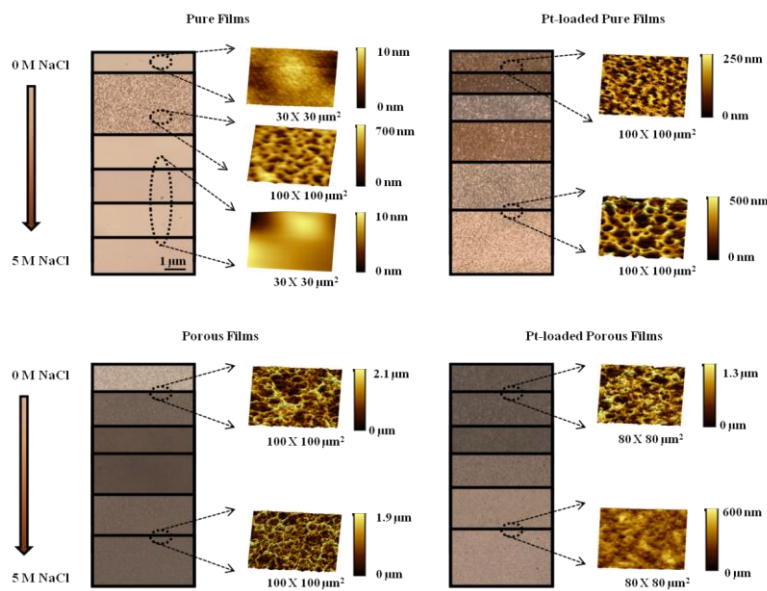 Pure Films
Pt-loaded Pure Films
0 M NaCl
10 nm
0 nm
30 X 30 µm²
700 nm
0 nm
100 X 100 µm²
10 nm
0 nm
30 X 30 µm²
5 M NaCl
1 µm
250 nm
0 nm
100 X 100 µm²
500 nm
0 nm
100 X 100 µm²
Porous Films
Pt-loaded Porous Films
0 M NaCl
2.1 µm
0 µm
100 X 100 µm²
1.9 µm
0 µm
100 X 100 µm²
5 M NaCl
1.3 µm
0 µm
80 X 80 µm²
600 nm
0 µm
80 X 80 µm²